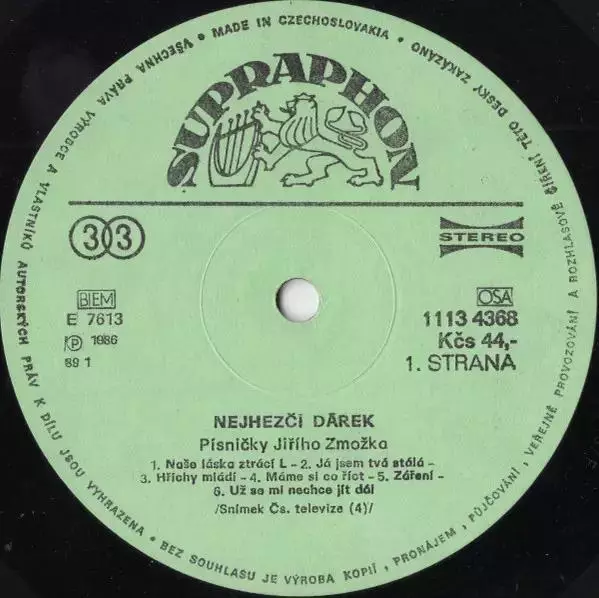 VŠECHNA PRÁVA VÝROBCE A VLASTNÍKŮ AUTORSKÝCH PRÁV K DÍLU JSOU VYHRAZENA • BEZ SOUHLASU JE VÝROBA KOPIÍ, PRONÁJEM, PŮJČOVÁNÍ, VEŘEJNÉ PROVOZOVÁNÍ A ROZHLASOVÉ ŠÍŘENÍ TÉTO DESKY ZAKÁZÁNO • MADE IN CZECHOSLOVAKIA •
SUPRAPHON
33
STEREO
BIEM
E 7613
Ⓟ 1986
89 1
OSA
1113 4368
Kčs 44,-
1. STRANA
NEJHEZČÍ DÁREK
Písničky Jiřího Zmožka
1. Naše láska ztrácí L – 2. Já jsem tvá stálá –
3. Hříchy mládí – 4. Máme si co říct – 5. Záření –
6. Už se mi nechce jít dál
/Snímek Čs. televize (4)/